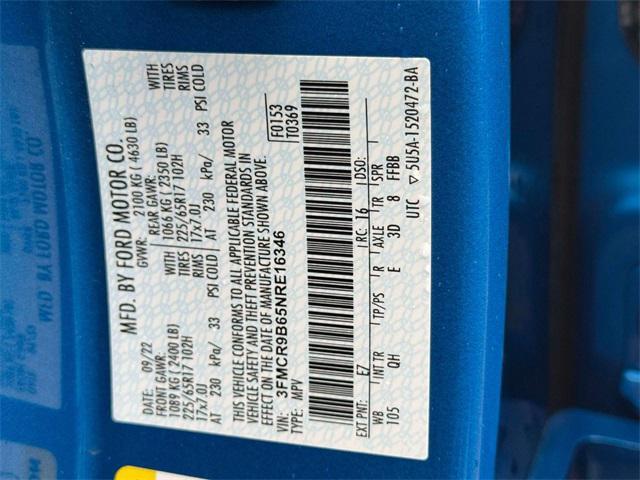 MFD. BY FORD MOTOR CO.
DATE: 09/22 GVWR: 2100 KG ( 4630 LB)
FRONT GAWR: REAR GAWR: WITH
1089 KG ( 2400 LB) 1066 KG ( 2350 LB) TIRES
225/65R17 102H 225/65R17 102H RIMS
17x7.0J 17x7.0J
AT 230 kPa/ 33 PSI COLD AT 230 kPa/ 33 PSI COLD
THIS VEHICLE CONFORMS TO ALL APPLICABLE FEDERAL MOTOR
VEHICLE SAFETY AND THEFT PREVENTION STANDARDS IN
EFFECT ON THE DATE OF MANUFACTURE SHOWN ABOVE.
VIN: 3FMCR9B65NRE16346 F0153
TYPE: MPV T0369
EXT PNT: E7 RC: 16 DSO:
WB INT TR TP/PS R AXLE TR SPR
105 QH E 3D 8 FFBB
UTC ▽ 5U5A-1520472-BA